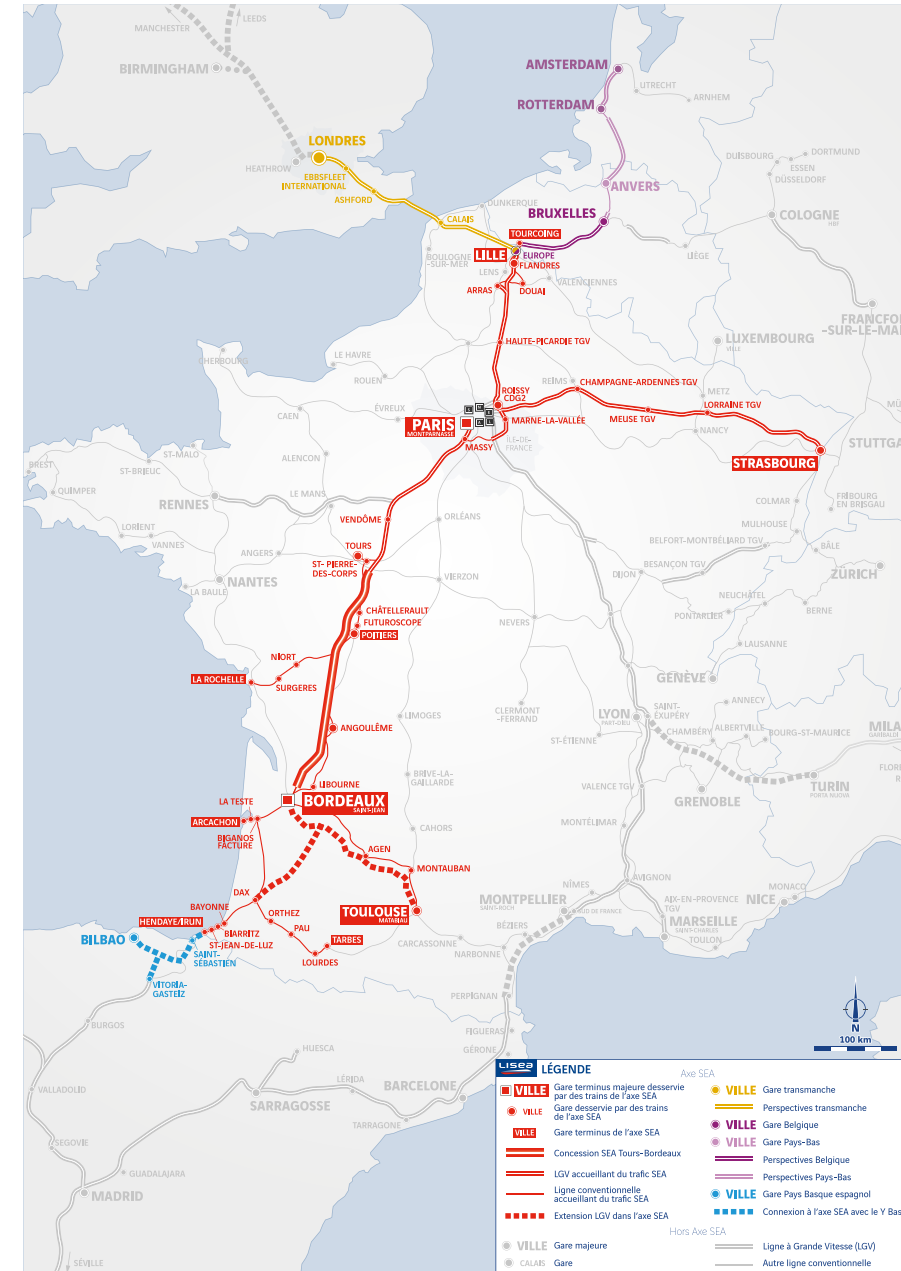 LEEDS
MANCHESTER
BIRMINGHAM
AMSTERDAM
UTRECHT
ARNHEM
ROTTERDAM
LONDRES
HEATHROW
EBBSFLEET
INTERNATIONAL
ASHFORD
DORTMUND
DUISBOURG
ESSEN
DÜSSELDORF
ANVERS
DUNKERQUE
BRUXELLES
CALAIS
COLOGNE
HBF
TOURCOING
LILLE
EUROPE
FLANDRES
BOULOGNE
-SUR-MER
LIÈGE
LENS
VALENCIENNES
ARRAS
DOUAI
FRANCFO
-SUR-LE-MA
LUXEMBOURG
VILLE
HAUTE-PICARDIE TGV
CHERBOURG
LE HAVRE
ROUEN
REIMS
CHAMPAGNE-ARDENNES TGV
ROISSY
CDG2
METZ
LORRAINE TGV
MÜ
CAEN
ÉVREUX
PARIS
MONTPARNASSE
MARNE-LA-VALLÉE
MEUSE TGV
NANCY
STUTTGA
MASSY
ÎLE-DE-
FRANCE
STRASBOURG
BREST
ST-MALO
ST-BRIEUC
ALENCON
QUIMPER
RENNES
LE MANS
COLMAR
FRIBOURG
EN BRISGAU
VENDÔME
ORLÉANS
LORIENT
VANNES
MULHOUSE
BELFORT-MONTBÉLIARD TGV
BÂLE
ANGERS
TOURS
ST- PIERRE-
DES-CORPS
NANTES
LA BAULE
VIERZON
DIJON
BESANÇON TGV
ZÜRICH
NEUCHÂTEL
BERNE
PONTARLIER
CHÂTELLERAULT
FUTUROSCOPE
POITIERS
NEVERS
LAUSANNE
NIORT
LA ROCHELLE
SURGERES
GENÈVE
ANNECY
CLERMONT
-FERRAND
LYON
PART-DIEU
SAINT-
ÉXUPÉRY
LIMOGES
ANGOULÊME
ST-ÉTIENNE
CHAMBÉRY
ALBERTVILLE
BOURG-ST-MAURICE
MILA
GARIBALDI
FLOR
BRIVE-LA-
GAILLARDE
LIBOURNE
VALENCE TGV
GRENOBLE
TURIN
PORTA NUOVA
LA TESTE
BORDEAUX
SAINT-JEAN
ARCACHON
BIGANOS
FACTURE
CAHORS
MONTÉLIMAR
AGEN
MONTAUBAN
DAX
NÎMES
AVIGNON
MONACO
MONTPELLIER
SAINT-ROCH
SUD DE FRANCE
AIX-EN-PROVENCE
TGV
NICE
BAYONNE
ORTHEZ
TOULOUSE
MATABIAU
HENDAYE/IRUN
BIARRITZ
PAU
TARBES
BÉZIERS
MARSEILLE
SAINT-CHARLES
TOULON
BILBAO
ST-JEAN-DE-LUZ
SAINT-
SÉBASTIEN
LOURDES
CARCASSONNE
NARBONNE
VITORIA-
GASTEIZ
PERPIGNAN
BURGOS
FIGUERAS
GÉRONE
N
100 km
HUESCA
VALLADOLID
LÉRIDA
BARCELONE
SARRAGOSSE
TARRAGONE
SEGOVIE
GUADALAJARA
MADRID
SÉVILLE
LISEA LÉGENDE
Axe SEA
VILLE Gare terminus majeure desservie
par des trains de l'axe SEA
VILLE Gare desservie par des trains
de l'axe SEA
VILLE Gare terminus de l'axe SEA
Concession SEA Tours-Bordeaux
LGV accueillant du trafic SEA
Ligne conventionnelle
accueillant du trafic SEA
Extension LGV dans l'axe SEA
VILLE Gare transmanche
Perspectives transmanche
VILLE Gare Belgique
VILLE Gare Pays-Bas
Perspectives Belgique
Perspectives Pays-Bas
VILLE Gare Pays Basque espagnol
Connexion à l'axe SEA avec le Y Bas
Hors Axe SEA
VILLE Gare majeure
CALAIS Gare
Ligne à Grande Vitesse (LGV)
Autre ligne conventionnelle